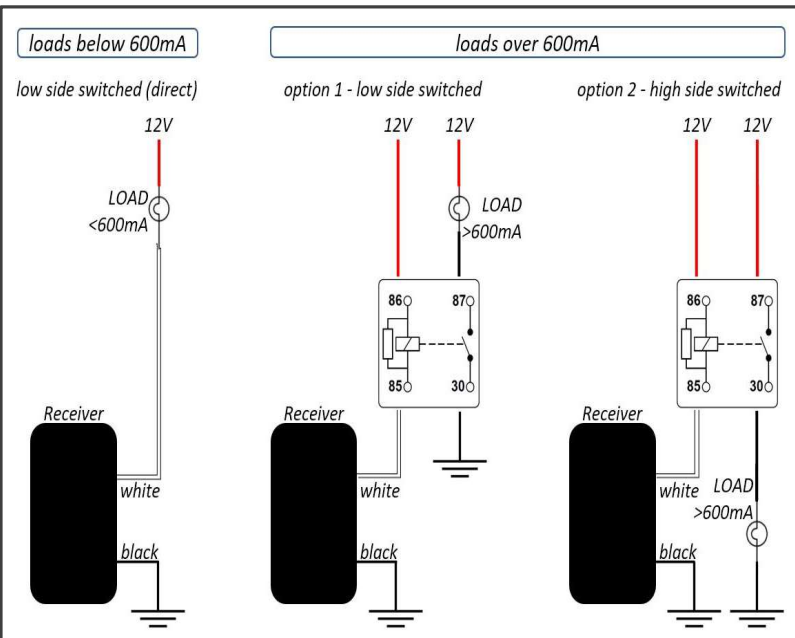 loads below 600mA
loads over 600mA
low side switched (direct)
option 1 - low side switched
option 2 - high side switched
12V
LOAD
<600mA
Receiver
white
black
12V
12V
LOAD
>600mA
86
87
85
30
Receiver
white
black
12V
12V
86
87
85
30
Receiver
white
LOAD
>600mA
black